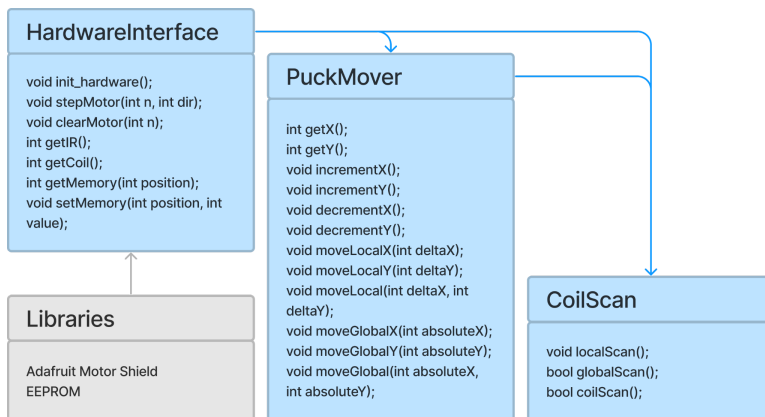 HardwareInterface
void init_hardware();
void stepMotor(int n, int dir);
void clearMotor(int n);
int getIR();
int getCoil();
int getMemory(int position);
void setMemory(int position, int
value);
Libraries
Adafruit Motor Shield
EEPROM
PuckMover
int getX();
int getY();
void incrementX();
void incrementY();
void decrementX();
void decrementY();
void moveLocalX(int deltaX);
void moveLocalY(int deltaY);
void moveLocal(int deltaX, int
deltaY);
void moveGlobalX(int absoluteX);
void moveGlobalY(int absoluteY);
void moveGlobal(int absoluteX,
int absoluteY);
CoilScan
void localScan();
bool globalScan();
bool coilScan();